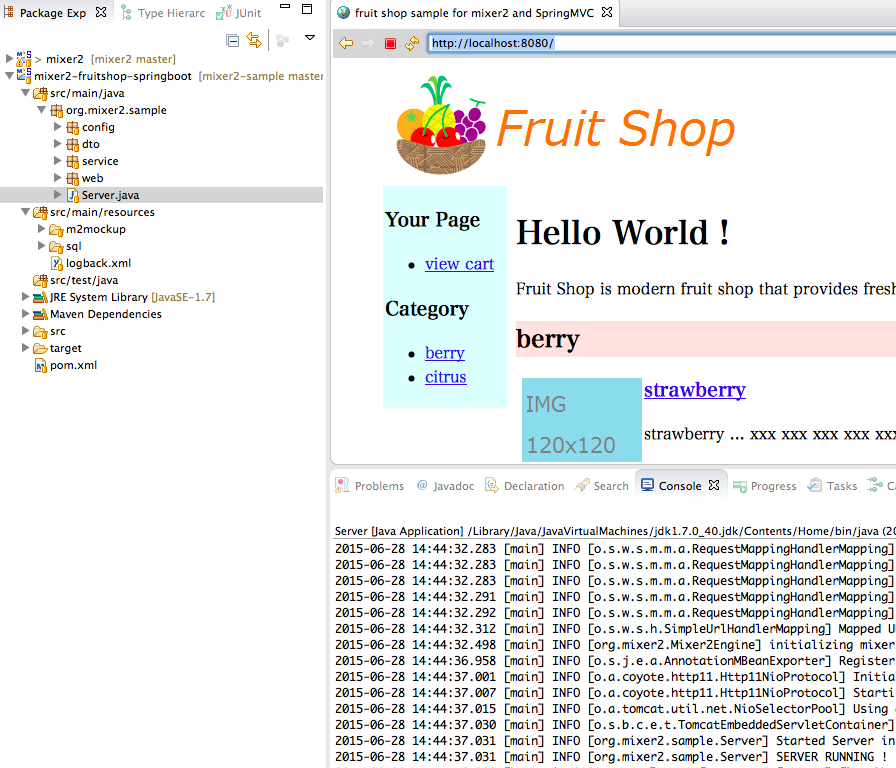 Package Exp
Type Hierarc
JUnit
> mixer2 [mixer2 master]
mixer2-fruitshop-springboot [mixer2-sample master
src/main/java
org.mixer2.sample
config
dto
service
web
Server.java
src/main/resources
m2mockup
sql
logback.xml
src/test/java
JRE System Library [JavaSE-1.7]
Maven Dependencies
src
target
pom.xml
fruit shop sample for mixer2 and SpringMVC
http://localhost:8080/
Fruit Shop
Your Page
view cart
Category
berry
citrus
Hello World !
Fruit Shop is modern fruit shop that provides fresh
berry
IMG
120x120
strawberry
strawberry ... xxx xxx xxx xxx xxx
Problems
@ Javadoc
Declaration
Search
Console
Progress
Tasks
Ca
Server [Java Application] /Library/Java/JavaVirtualMachines/jdk1.7.0_40.jdk/Contents/Home/bin/java (20
2015-06-28 14:44:32.283 [main] INFO [o.s.w.s.m.m.a.RequestMappingHandlerMapping]
2015-06-28 14:44:32.283 [main] INFO [o.s.w.s.m.m.a.RequestMappingHandlerMapping]
2015-06-28 14:44:32.283 [main] INFO [o.s.w.s.m.m.a.RequestMappingHandlerMapping]
2015-06-28 14:44:32.291 [main] INFO [o.s.w.s.m.m.a.RequestMappingHandlerMapping]
2015-06-28 14:44:32.292 [main] INFO [o.s.w.s.m.m.a.RequestMappingHandlerMapping]
2015-06-28 14:44:32.312 [main] INFO [o.s.w.s.h.SimpleUrlHandlerMapping] Mapped U
2015-06-28 14:44:32.498 [main] INFO [org.mixer2.Mixer2Engine] initializing mixer
2015-06-28 14:44:36.958 [main] INFO [o.s.j.e.a.AnnotationMBeanExporter] Register
2015-06-28 14:44:37.001 [main] INFO [o.a.coyote.http11.Http11NioProtocol] Initia
2015-06-28 14:44:37.007 [main] INFO [o.a.coyote.http11.Http11NioProtocol] Starti
2015-06-28 14:44:37.015 [main] INFO [o.a.tomcat.util.net.NioSelectorPool] Using
2015-06-28 14:44:37.030 [main] INFO [o.s.b.c.e.t.TomcatEmbeddedServletContainer]
2015-06-28 14:44:37.031 [main] INFO [org.mixer2.sample.Server] Started Server in
2015-06-28 14:44:37.031 [main] INFO [org.mixer2.sample.Server] SERVER RUNNING !